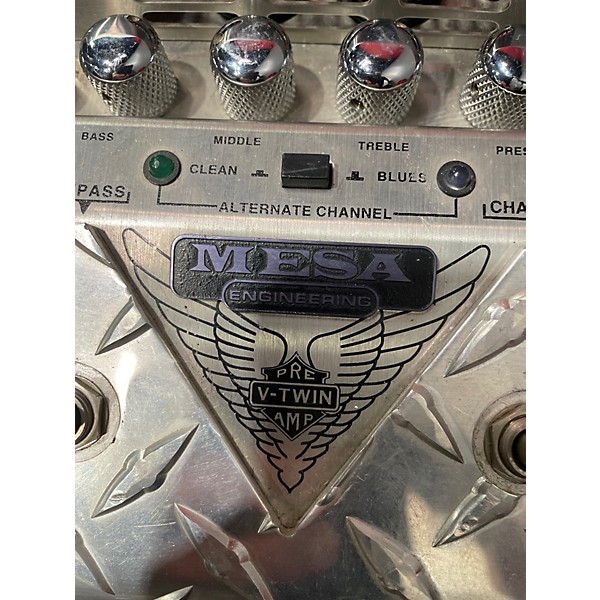 BASS MIDDLE TREBLE PRES
CLEAN BLUES
PASS ALTERNATE CHANNEL CHA
MESA
ENGINEERING
PRE
V-TWIN
AMP